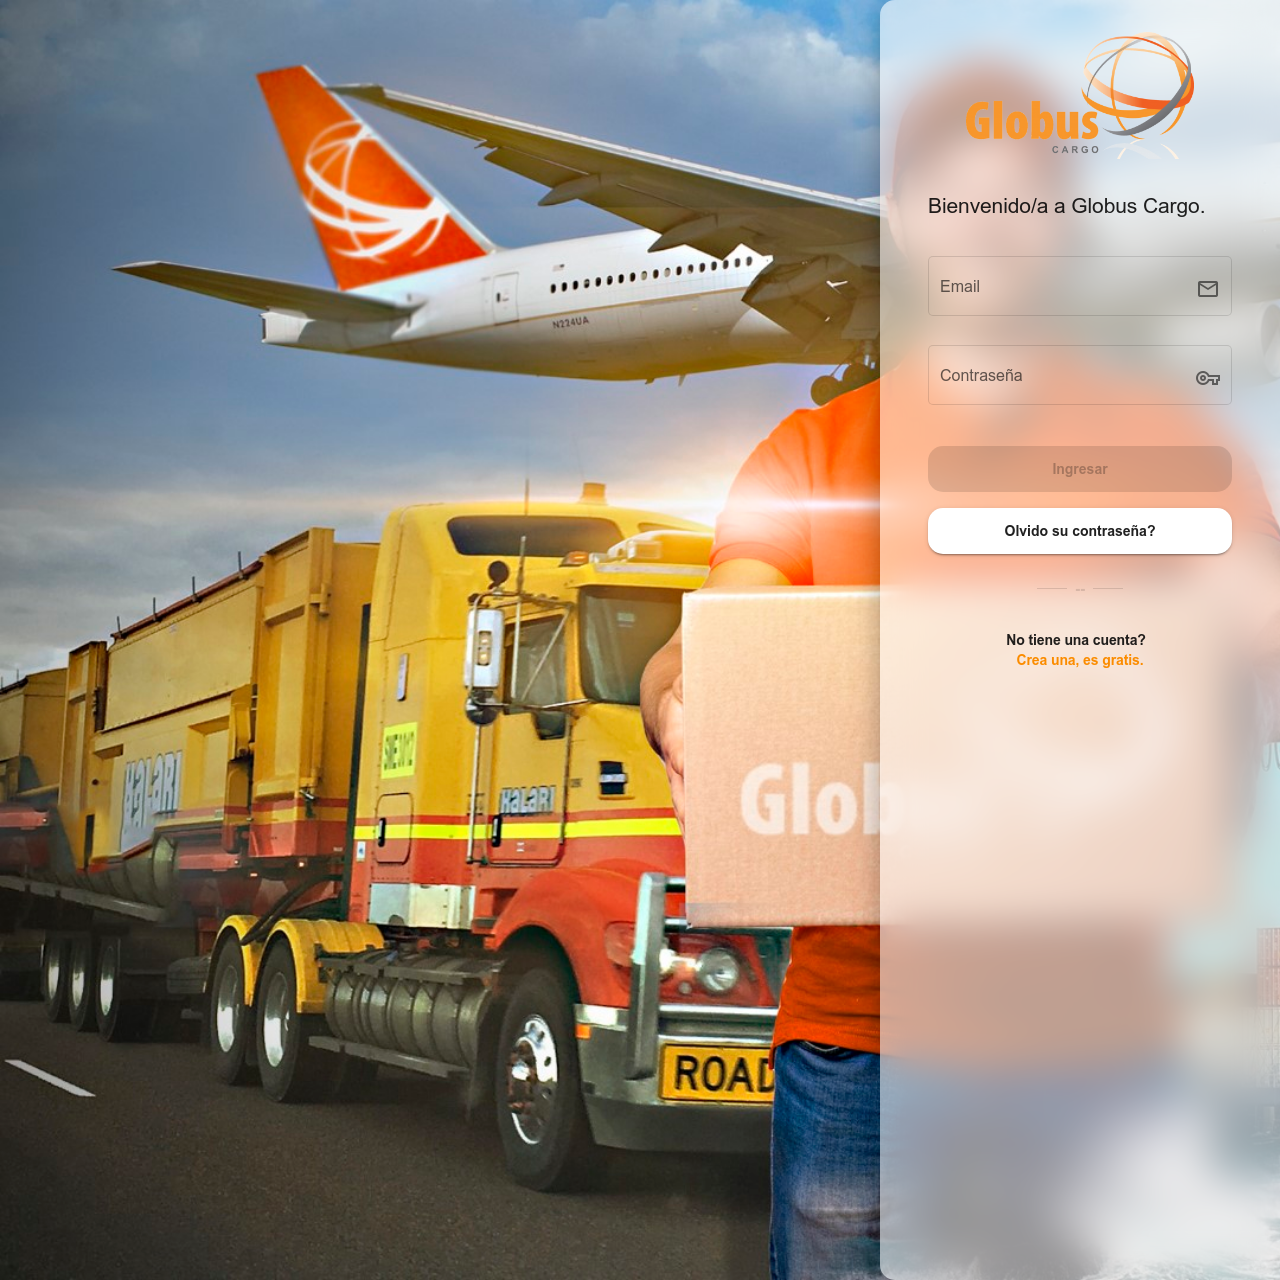 Globus
CARGO
Bienvenido/a a Globus Cargo.
Email
Contraseña
Ingresar
Olvido su contraseña?
--
No tiene una cuenta?
Crea una, es gratis.
N224UA
HALARI
SME3012
HALARI
Glob
ROAD